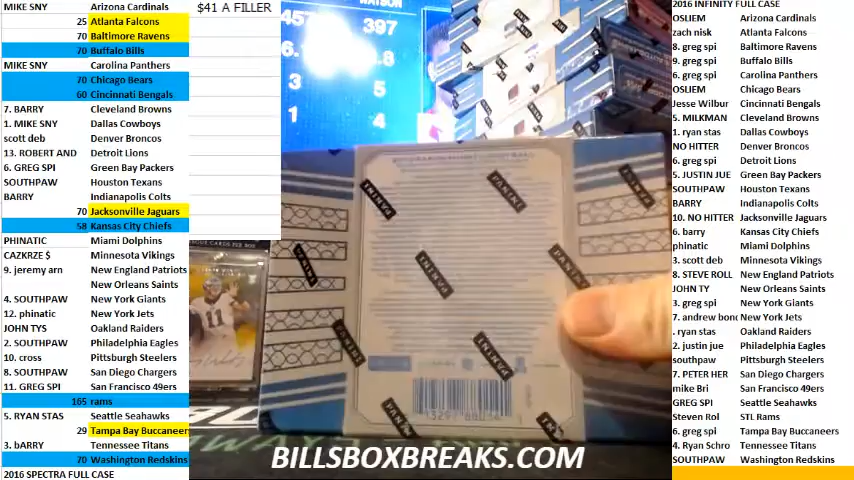 MIKE SNY Arizona Cardinals
25 Atlanta Falcons
70 Baltimore Ravens
70 Buffalo Bills
MIKE SNY Carolina Panthers
70 Chicago Bears
60 Cincinnati Bengals
7. BARRY Cleveland Browns
1. MIKE SNY Dallas Cowboys
scott deb Denver Broncos
13. ROBERT AND Detroit Lions
6. GREG SPI Green Bay Packers
SOUTHPAW Houston Texans
BARRY Indianapolis Colts
70 Jacksonville Jaguars
58 Kansas City Chiefs
PHINATIC Miami Dolphins
CAZKRZE $ Minnesota Vikings
9. jeremy arn New England Patriots
New Orleans Saints
4. SOUTHPAW New York Giants
12. phinatic New York Jets
JOHN TYS Oakland Raiders
2. SOUTHPAW Philadelphia Eagles
10. cross Pittsburgh Steelers
8. SOUTHPAW San Diego Chargers
11. GREG SPI San Francisco 49ers
165 rams
5. RYAN STAS Seattle Seahawks
29 Tampa Bay Buccaneers
3. bARRY Tennessee Titans
70 Washington Redskins
2016 SPECTRA FULL CASE
$41 A FILLER
WATSON
397
5
4
3
1
PANINI
PANINI
PANINI
PANINI
PANINI
PANINI
PANINI
PANINI
11
BILLSBOXBREAKS.COM
2016 INFINITY FULL CASE
OSLIEM Arizona Cardinals
zach nisk Atlanta Falcons
8. greg spi Baltimore Ravens
9. greg spi Buffalo Bills
6. greg spi Carolina Panthers
OSLIEM Chicago Bears
Jesse Wilbur Cincinnati Bengals
5. MILKMAN Cleveland Browns
1. ryan stas Dallas Cowboys
NO HITTER Denver Broncos
6. greg spi Detroit Lions
5. JUSTIN JUE Green Bay Packers
SOUTHPAW Houston Texans
BARRY Indianapolis Colts
10. NO HITTER Jacksonville Jaguars
6. barry Kansas City Chiefs
phinatic Miami Dolphins
3. scott deb Minnesota Vikings
8. STEVE ROLL New England Patriots
JOHN TY New Orleans Saints
3. greg spi New York Giants
7. andrew bond New York Jets
. ryan stas Oakland Raiders
2. justin jue Philadelphia Eagles
southpaw Pittsburgh Steelers
7. PETER HER San Diego Chargers
mike Bri San Francisco 49ers
GREG SPI Seattle Seahawks
Steven Rol STL Rams
6. greg spi Tampa Bay Buccaneers
4. Ryan Schro Tennessee Titans
SOUTHPAW Washington Redskins